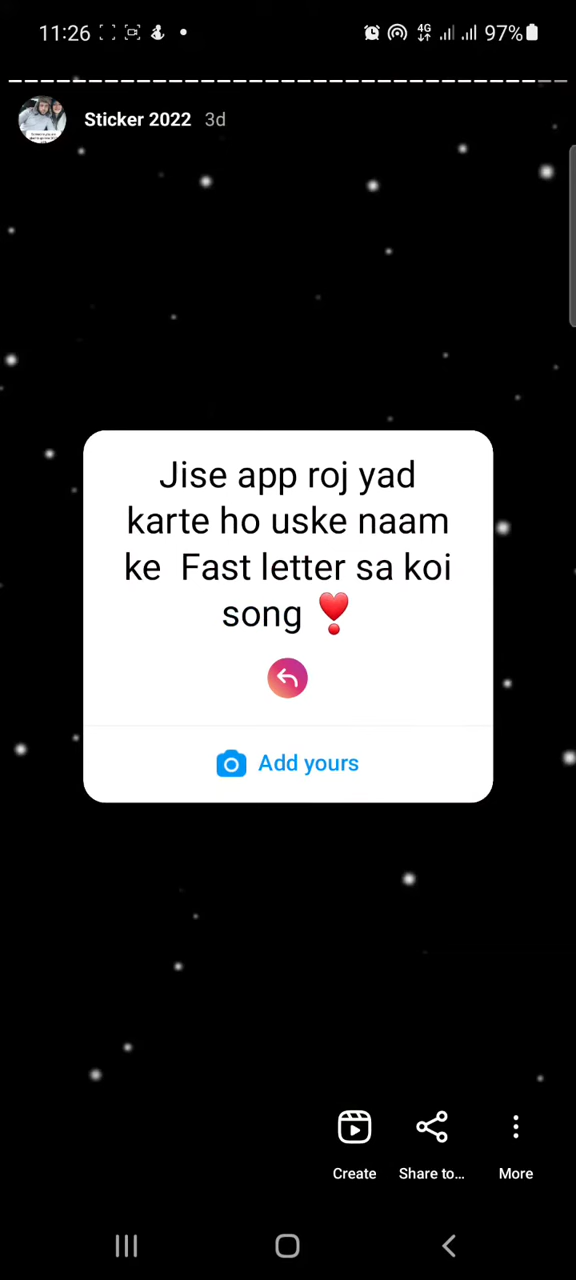 11:26 4G 97%
Sticker 2022 3d
Jise app roj yad
karte ho uske naam
ke Fast letter sa koi
song ❣️
Add yours
Create Share to... More